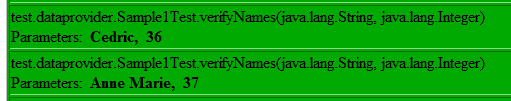 test.dataprovider.Sample1Test.verifyNames(java.lang.String, java.lang.Integer)
Parameters: Cedric, 36
test.dataprovider.Sample1Test.verifyNames(java.lang.String, java.lang.Integer)
Parameters: Anne Marie, 37